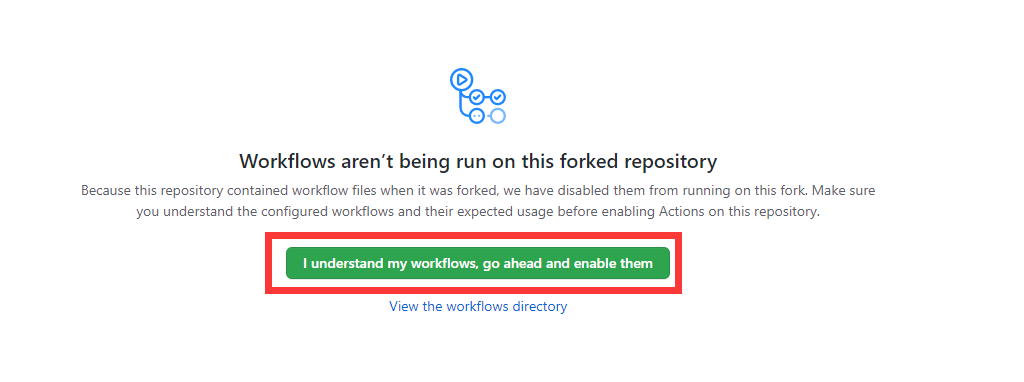 Workflows aren’t being run on this forked repository
Because this repository contained workflow files when it was forked, we have disabled them from running on this fork. Make sure
you understand the configured workflows and their expected usage before enabling Actions on this repository.
I understand my workflows, go ahead and enable them
View the workflows directory